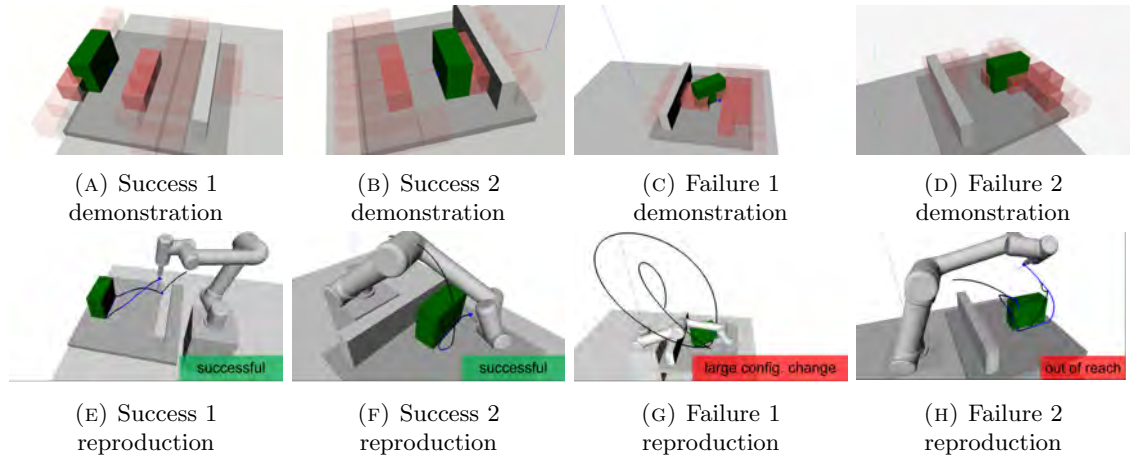 (A) Success 1
demonstration
(B) Success 2
demonstration
(C) Failure 1
demonstration
(D) Failure 2
demonstration
successful
successful
large config. change
out of reach
(E) Success 1
reproduction
(F) Success 2
reproduction
(G) Failure 1
reproduction
(H) Failure 2
reproduction